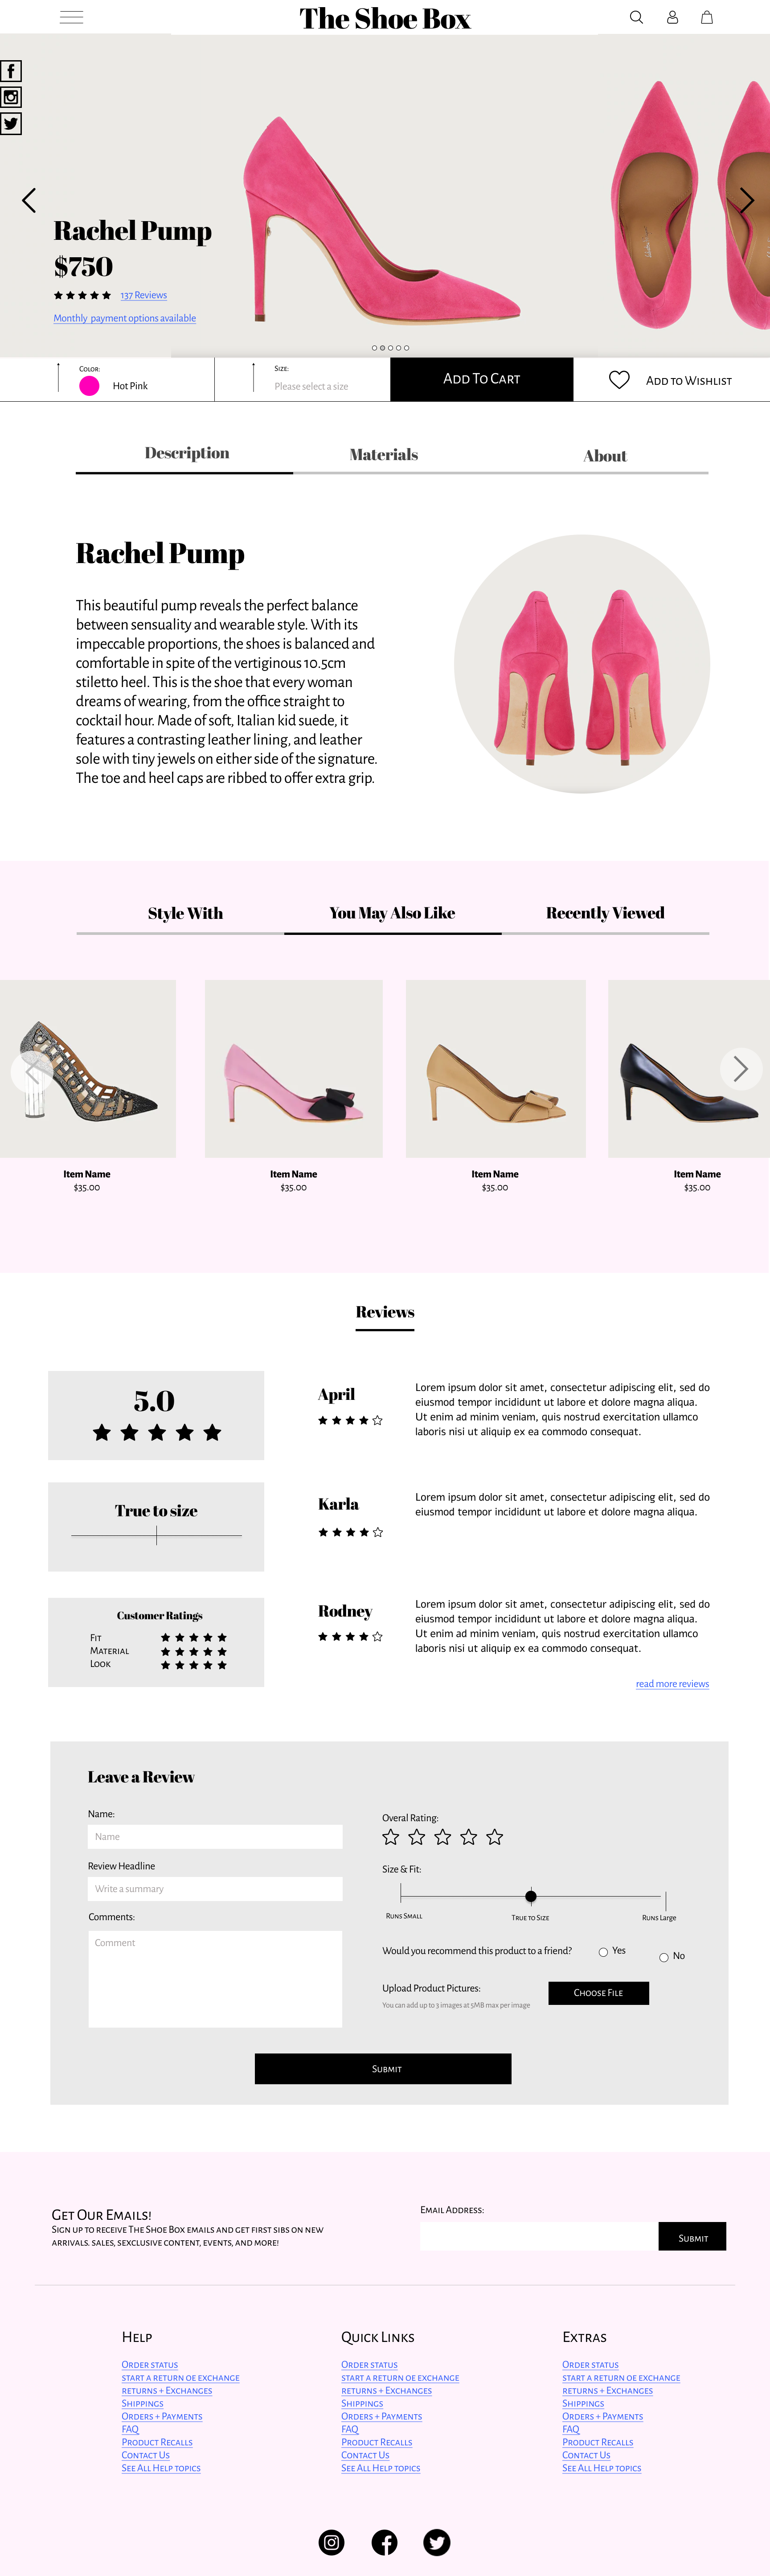 The Shoe Box
Rachel Pump
$750
137 Reviews
Monthly payment options available
Color:
Hot Pink
Size:
Please select a size
Add To Cart
Add to Wishlist
Description
Materials
About
Rachel Pump
This beautiful pump reveals the perfect balance
between sensuality and wearable style. With its
impeccable proportions, the shoes is balanced and
comfortable in spite of the vertiginous 10.5cm
stiletto heel. This is the shoe that every woman
dreams of wearing, from the office straight to
cocktail hour. Made of soft, Italian kid suede, it
features a contrasting leather lining, and leather
sole with tiny jewels on either side of the signature.
The toe and heel caps are ribbed to offer extra grip.
Style With
You May Also Like
Recently Viewed
Item Name
$35.00
Item Name
$35.00
Item Name
$35.00
Item Name
$35.00
Reviews
5.0
True to size
Customer Ratings
Fit
Material
Look
April
Lorem ipsum dolor sit amet, consectetur adipiscing elit, sed do
eiusmod tempor incididunt ut labore et dolore magna aliqua.
Ut enim ad minim veniam, quis nostrud exercitation ullamco
laboris nisi ut aliquip ex ea commodo consequat.
Karla
Lorem ipsum dolor sit amet, consectetur adipiscing elit, sed do
eiusmod tempor incididunt ut labore et dolore magna aliqua.
Rodney
Lorem ipsum dolor sit amet, consectetur adipiscing elit, sed do
eiusmod tempor incididunt ut labore et dolore magna aliqua.
Ut enim ad minim veniam, quis nostrud exercitation ullamco
laboris nisi ut aliquip ex ea commodo consequat.
read more reviews
Leave a Review
Name:
Name
Review Headline
Write a summary
Comments:
Comment
Overal Rating:
Size & Fit:
Runs Small
True to Size
Runs Large
Would you recommend this product to a friend?
Yes
No
Upload Product Pictures:
You can add up to 3 images at 5MB max per image
Choose File
Submit
Get Our Emails!
Sign up to receive The Shoe Box emails and get first sibs on new
arrivals. sales, sexclusive content, events, and more!
Email Address:
Submit
Help
Order status
start a return oe exchange
returns + Exchanges
Shippings
Orders + Payments
FAQ
Product Recalls
Contact Us
See All Help topics
Quick Links
Order status
start a return oe exchange
returns + Exchanges
Shippings
Orders + Payments
FAQ
Product Recalls
Contact Us
See All Help topics
Extras
Order status
start a return oe exchange
returns + Exchanges
Shippings
Orders + Payments
FAQ
Product Recalls
Contact Us
See All Help topics